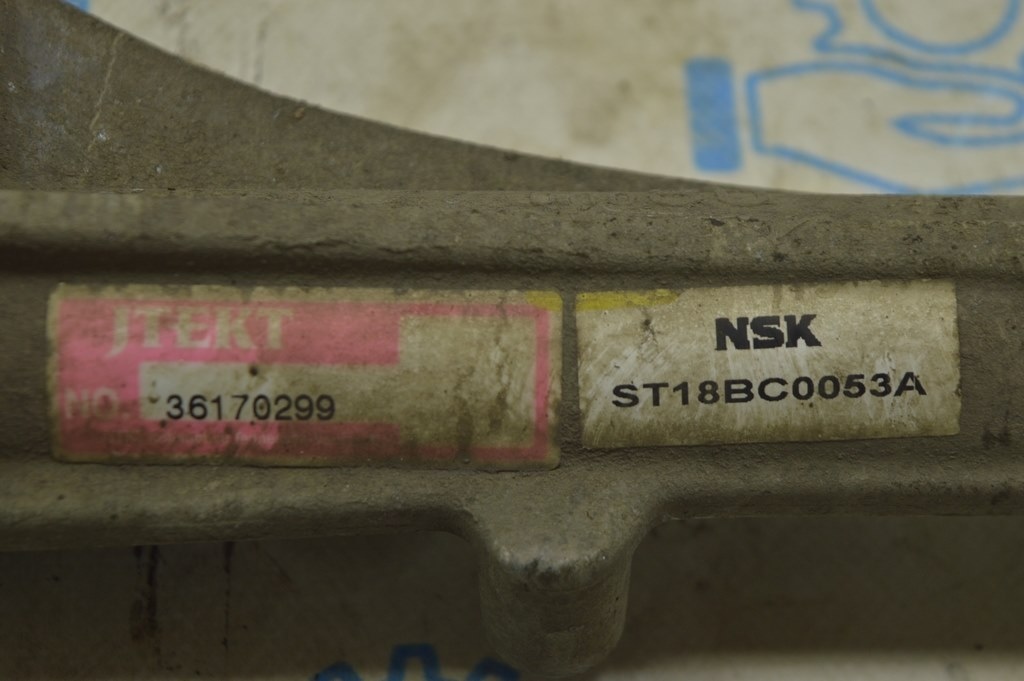 JTEKT
NO. 36170299
NSK
ST18BC0053A